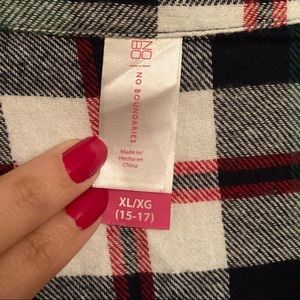 NO
BO
NO BOUNDARIES
Made in/
Hecho en
China
XL/XG
(15-17)